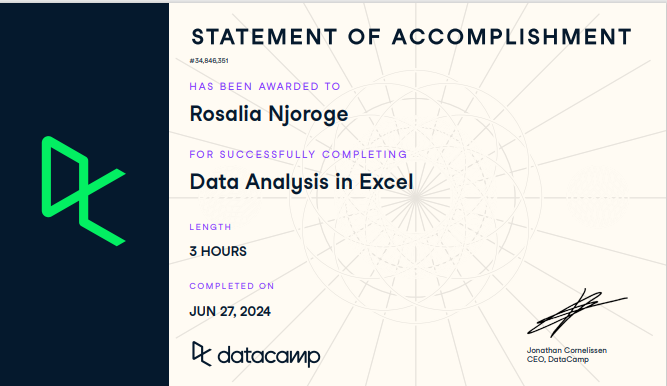 STATEMENT OF ACCOMPLISHMENT
#34,846,351
HAS BEEN AWARDED TO
Rosalia Njoroge
FOR SUCCESSFULLY COMPLETING
Data Analysis in Excel
LENGTH
3 HOURS
COMPLETED ON
JUN 27, 2024
datacamp
Jonathan Cornelissen
CEO, DataCamp